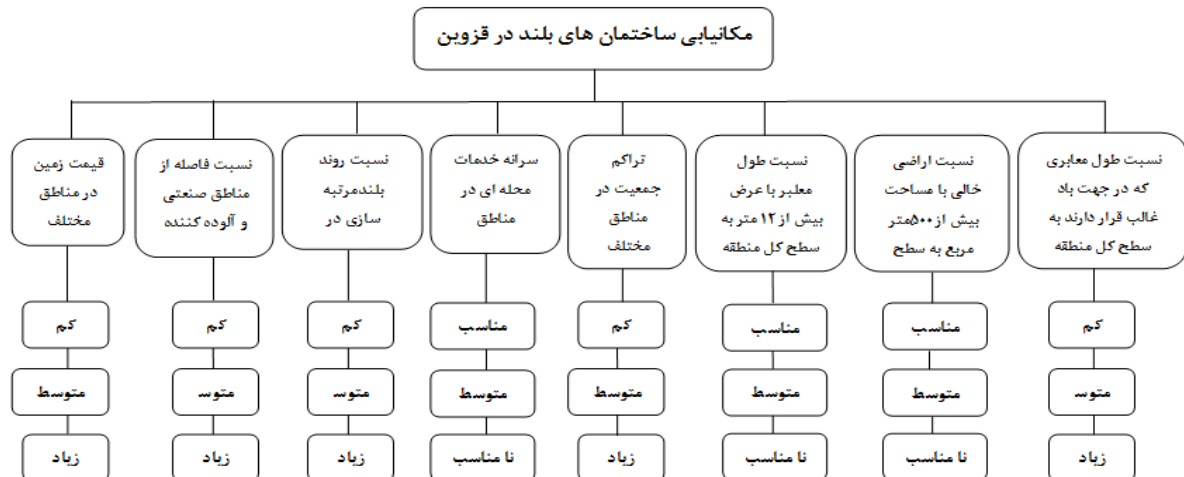 مکانیابی ساختمان های بلند در قزوین
نسبت طول معابری
که در جهت باد
غالب قرار دارند به
سطح کل منطقه
نسبت اراضی
خالی با مساحت
بیش از ۵۰۰متر
مربع به سطح
نسبت طول
معلبر با عرض
بیش از ۱۲ متر به
سطح کل منطقه
تراکم
جمعیت در
مناطق
مختلف
سرانه خدمات
محله ای در
مناطق
نسبت روند
بلندمرتبه
سازی در
نسبت فاصله از
مناطق صنعتی
و آلوده کننده
قیمت زمین
در مناطق
مختلف
کم
مناسب
مناسب
کم
مناسب
کم
کم
کم
متوس
متوسط
متوسط
متوسط
متوسط
متوس
متوس
متوسط
زیاد
نا مناسب
نا مناسب
زیاد
نا مناسب
زیاد
زیاد
زیاد